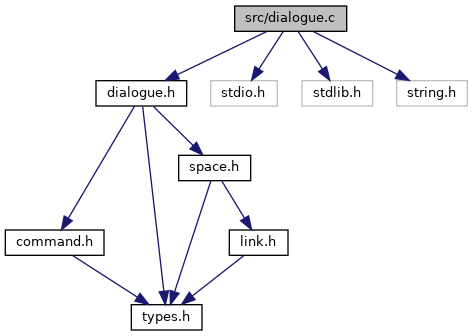 src/dialogue.c
dialogue.h
stdio.h
stdlib.h
string.h
space.h
command.h
link.h
types.h